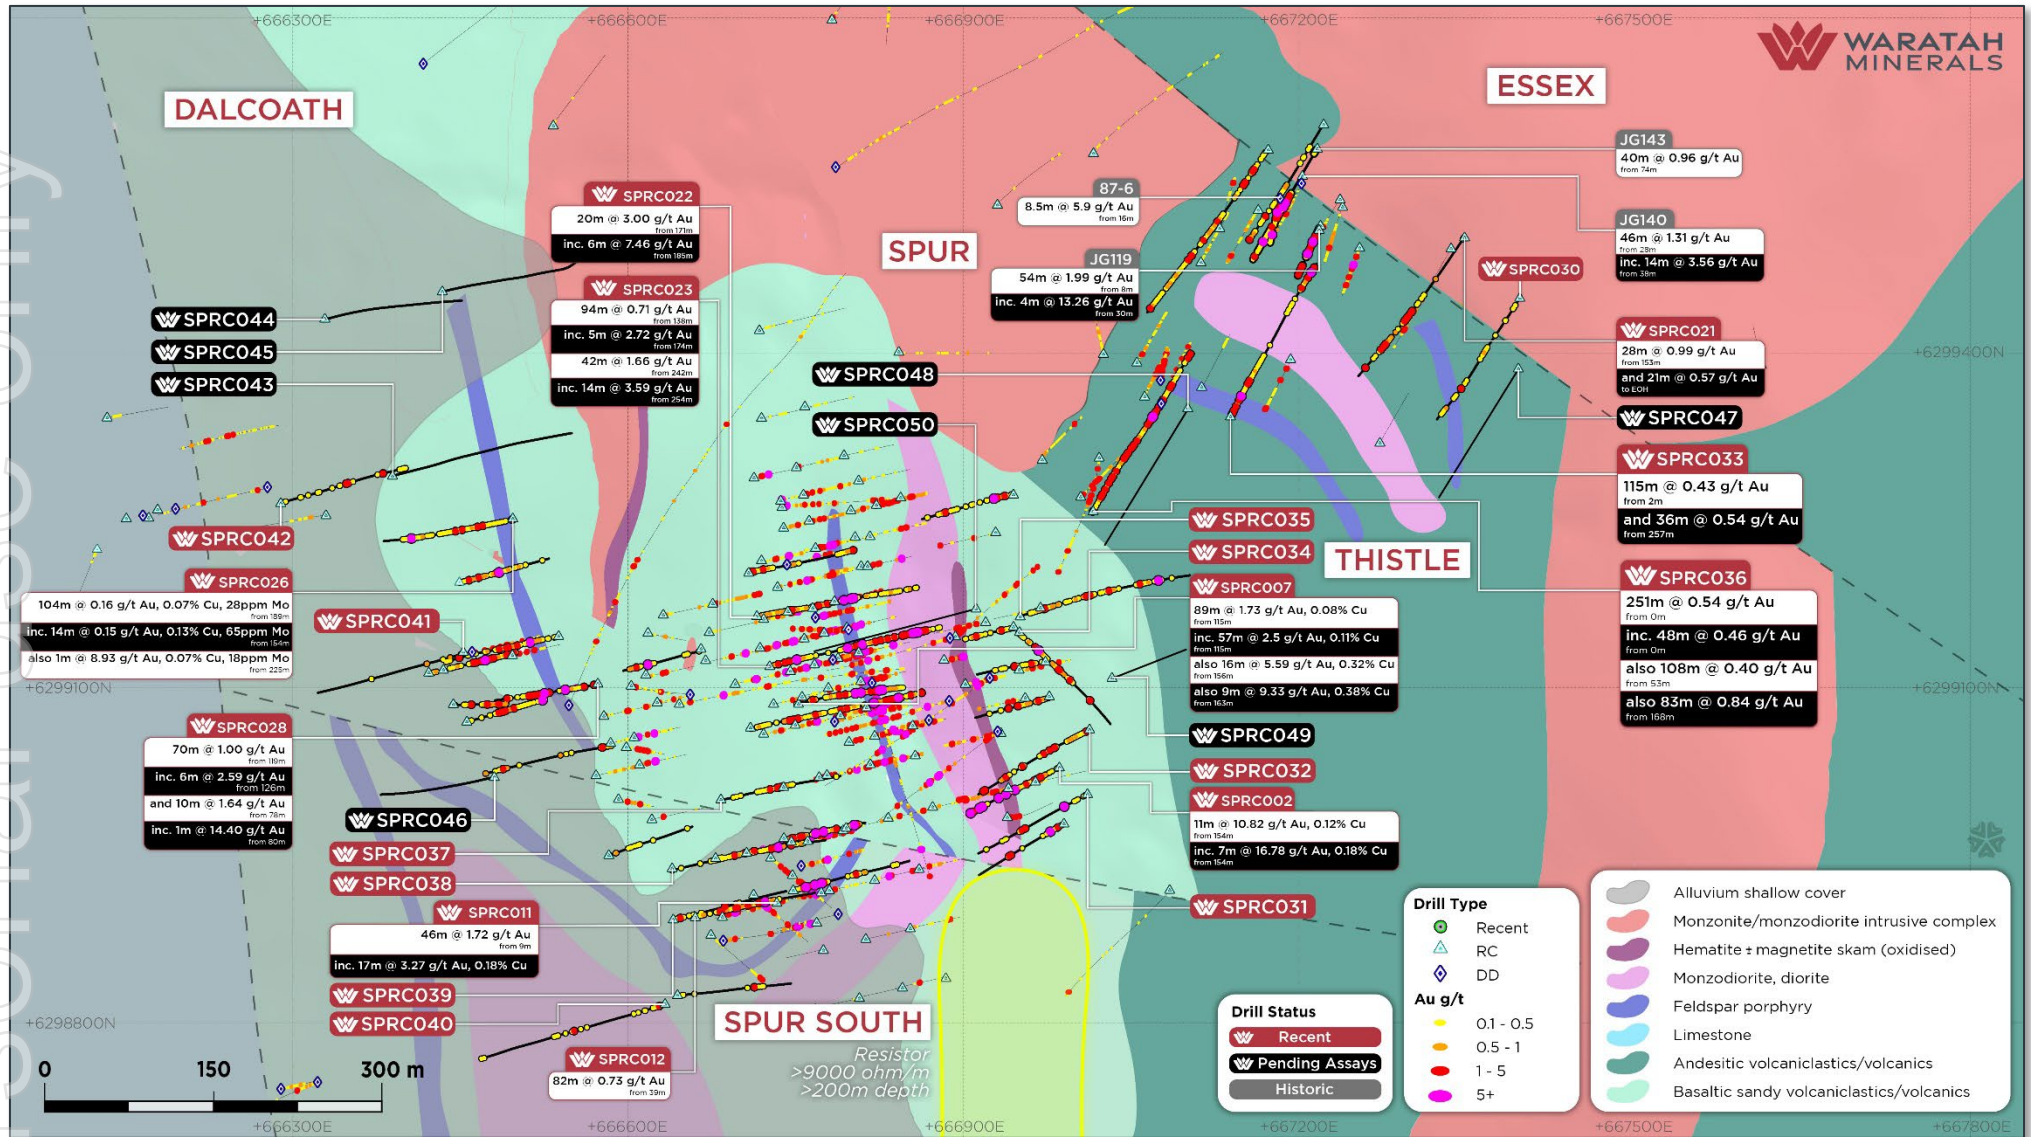 +666300E
+666600E
+666900E
+667200E
+667500E
WARATAH
MINERALS
DALCOATH
ESSEX
SPUR
THISTLE
SPUR SOUTH
Resistor
>9000 ohm/m
>200m depth
SPRC022
20m @ 3.00 g/t Au
from 171m
inc. 6m @ 7.46 g/t Au
from 185m
SPRC023
94m @ 0.71 g/t Au
from 138m
inc. 5m @ 2.72 g/t Au
from 174m
42m @ 1.66 g/t Au
from 242m
inc. 14m @ 3.59 g/t Au
from 254m
87-6
8.5m @ 5.9 g/t Au
from 16m
JG119
54m @ 1.99 g/t Au
from 8m
inc. 4m @ 13.26 g/t Au
from 30m
JG143
40m @ 0.96 g/t Au
from 74m
JG140
46m @ 1.31 g/t Au
from 28m
inc. 14m @ 3.56 g/t Au
from 38m
SPRC030
SPRC021
28m @ 0.99 g/t Au
from 153m
and 21m @ 0.57 g/t Au
to EOH
+6299400N
SPRC047
SPRC033
115m @ 0.43 g/t Au
from 2m
and 36m @ 0.54 g/t Au
from 257m
SPRC036
251m @ 0.54 g/t Au
from 0m
inc. 48m @ 0.46 g/t Au
from 0m
also 108m @ 0.40 g/t Au
from 53m
also 83m @ 0.84 g/t Au
from 168m
SPRC044
SPRC045
SPRC043
SPRC048
SPRC050
SPRC042
SPRC026
104m @ 0.16 g/t Au, 0.07% Cu, 28ppm Mo
from 189m
inc. 14m @ 0.15 g/t Au, 0.13% Cu, 65ppm Mo
from 154m
also 1m @ 8.93 g/t Au, 0.07% Cu, 18ppm Mo
from 225m
SPRC041
+6299100N
+6299100N
SPRC035
SPRC034
SPRC007
89m @ 1.73 g/t Au, 0.08% Cu
from 115m
inc. 57m @ 2.5 g/t Au, 0.11% Cu
from 115m
also 16m @ 5.59 g/t Au, 0.32% Cu
from 156m
also 9m @ 9.33 g/t Au, 0.38% Cu
from 163m
SPRC049
SPRC032
SPRC002
11m @ 10.82 g/t Au, 0.12% Cu
from 154m
inc. 7m @ 16.78 g/t Au, 0.18% Cu
from 154m
SPRC031
SPRC028
70m @ 1.00 g/t Au
from 119m
inc. 6m @ 2.59 g/t Au
from 126m
and 10m @ 1.64 g/t Au
from 78m
inc. 1m @ 14.40 g/t Au
from 80m
SPRC046
SPRC037
SPRC038
SPRC011
46m @ 1.72 g/t Au
from 9m
inc. 17m @ 3.27 g/t Au, 0.18% Cu
SPRC039
SPRC040
SPRC012
82m @ 0.73 g/t Au
from 39m
+6298800N
0 150 300 m
Drill Status
Recent
Pending Assays
Historic
Drill Type
Recent
RC
DD
Au g/t
0.1 - 0.5
0.5 - 1
1 - 5
5+
Alluvium shallow cover
Monzonite/monzodiorite intrusive complex
Hematite ± magnetite skarn (oxidised)
Monzodiorite, diorite
Feldspar porphyry
Limestone
Andesitic volcaniclastics/volcanics
Basaltic sandy volcaniclastics/volcanics
+666300E
+666600E
+666900E
+667200E
+667500E
+667800E